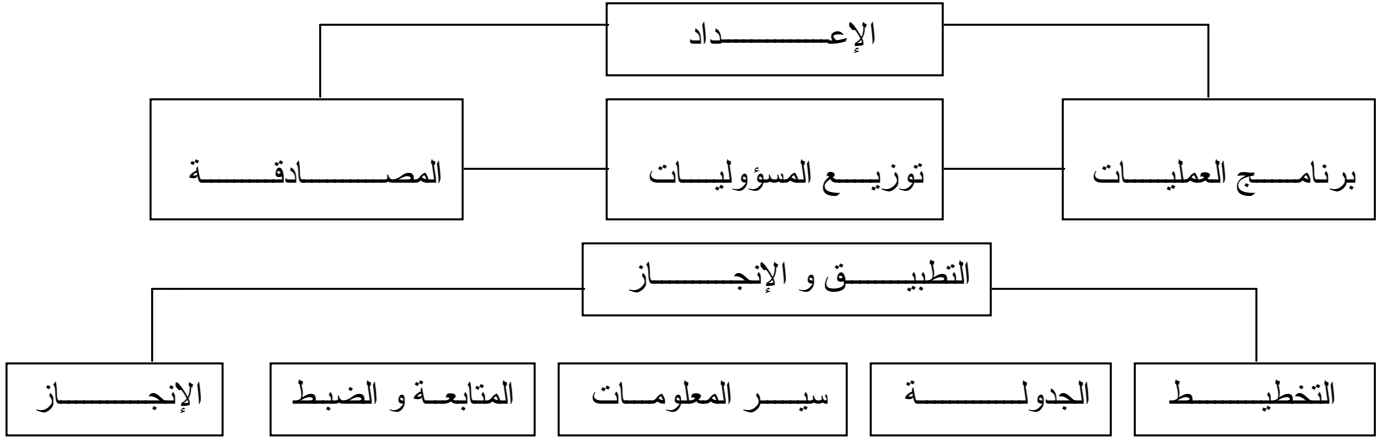 الإعداد
برنامج العمليات
توزيع المسؤوليات
المصادقة
التطبيق و الإنجاز
التخطيط
الجدولة
سير المعلومات
المتابعة و الضبط
الإنجاز